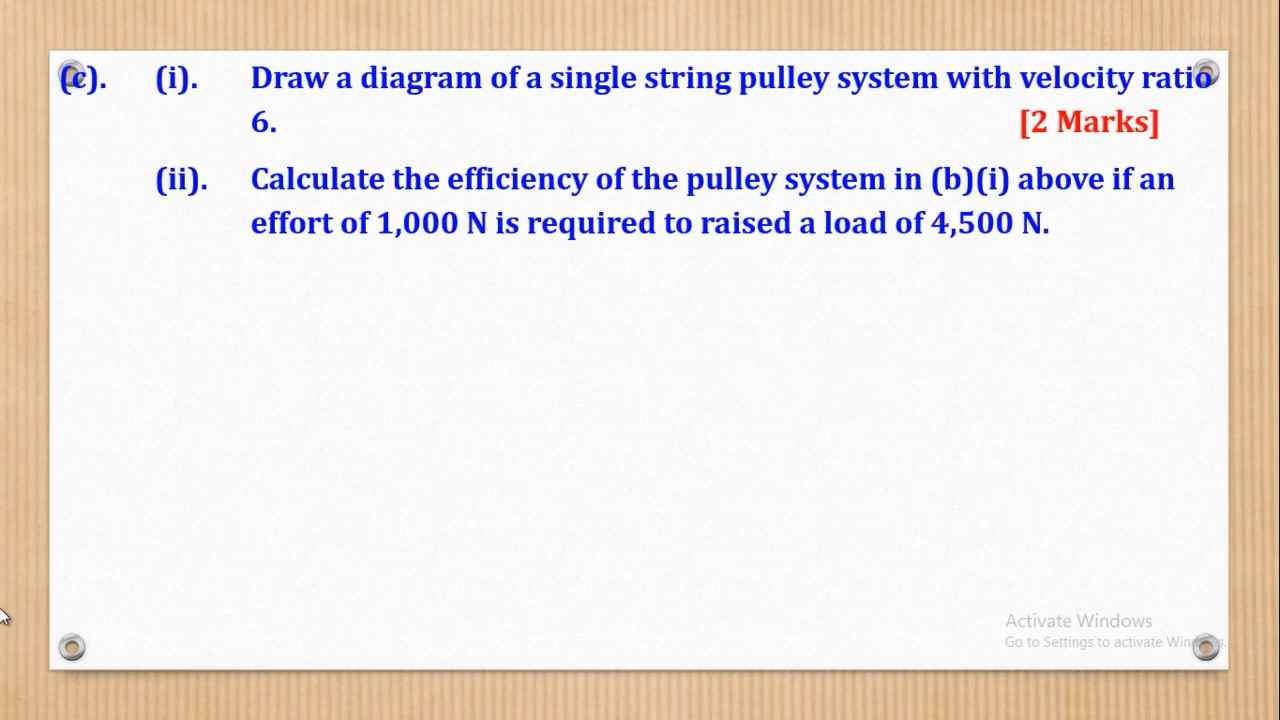 (c). (i). Draw a diagram of a single string pulley system with velocity ratio
6. [2 Marks]
(ii). Calculate the efficiency of the pulley system in (b)(i) above if an
effort of 1,000 N is required to raised a load of 4,500 N.
Activate Windows
Go to Settings to activate Windows.